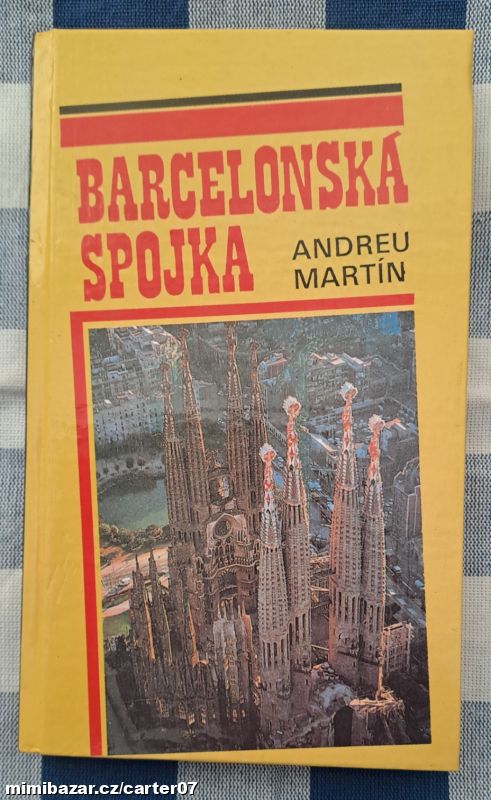 BARCELONSKÁ
SPOJKA
ANDREU
MARTÍN
mimibazar.cz/carter07